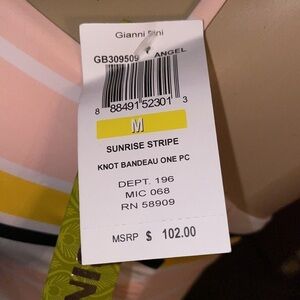 Gianni Bini
GB309509 ANGEL
8 88491 52301 3
M
SUNRISE STRIPE
KNOT BANDEAU ONE PC
DEPT. 196
MIC 068
RN 58909
MSRP $ 102.00
INI